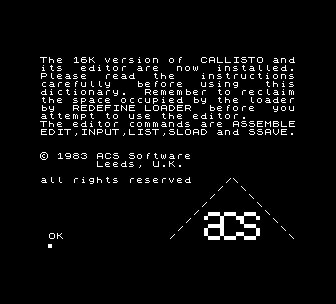 The 16K version of CALLISTO and
its editor are now installed.
Please read the instructions
carefully before using this
dictionary. Remember to reclaim
the space occupied by the loader
by REDEFINE LOADER before you
attempt to use the editor.
The editor commands are ASSEMBLE
EDIT,INPUT,LIST,SLOAD and SSAVE.
© 1983 ACS Software
Leeds, U.K.
all rights reserved
acs
OK